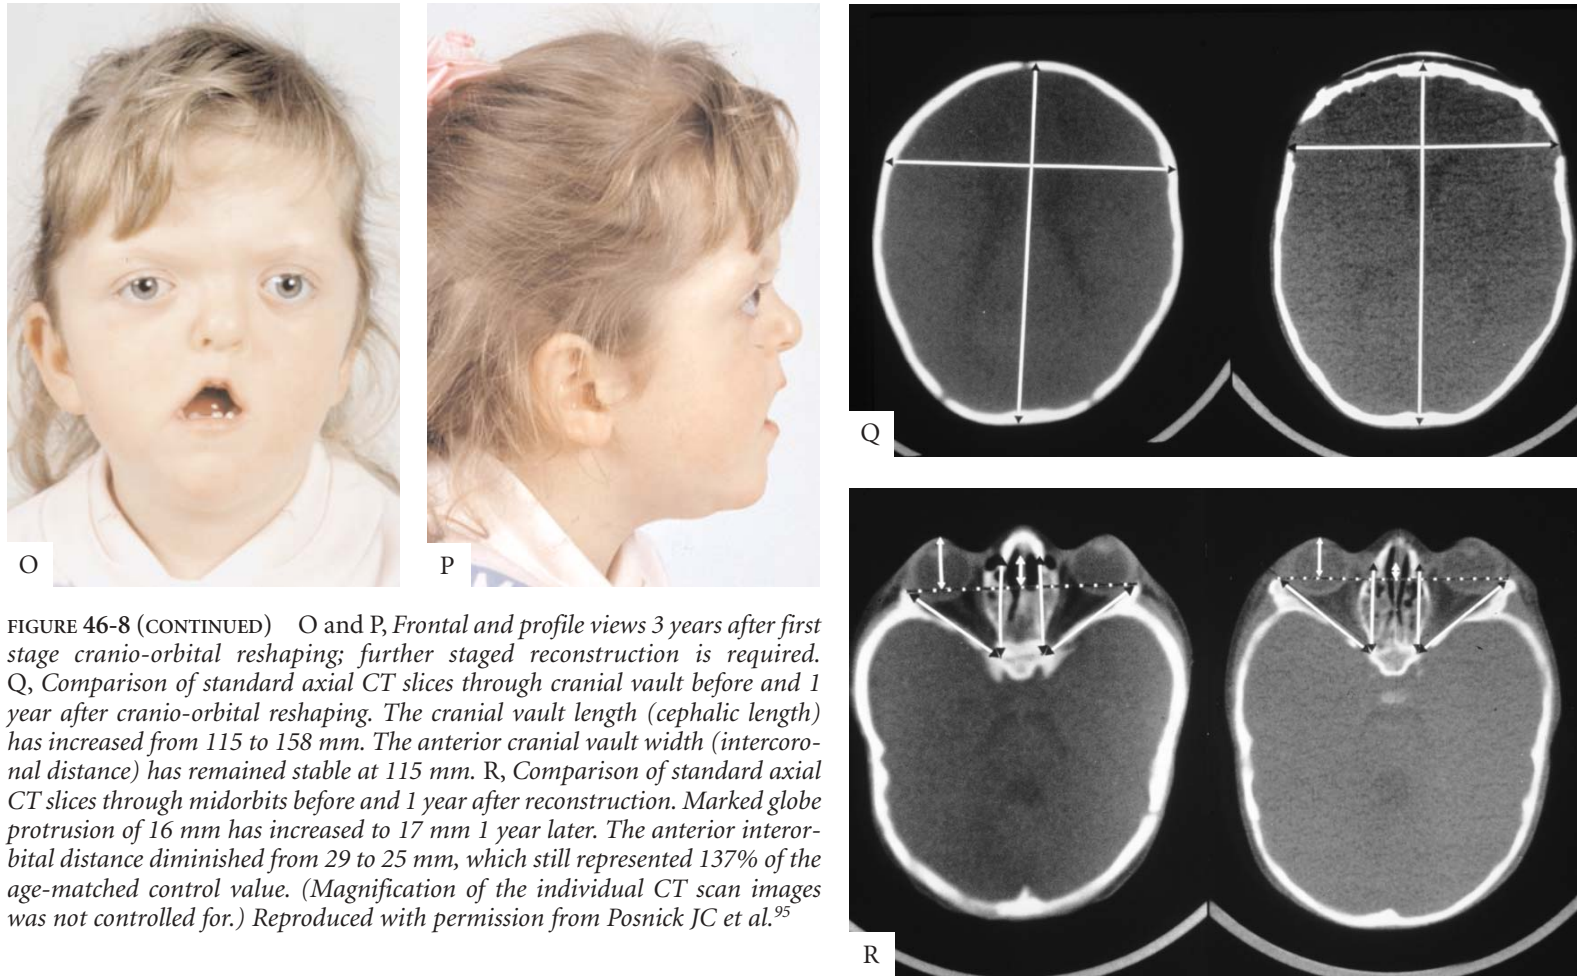 O
P
Q
R
FIGURE 46-8 (CONTINUED) O and P, Frontal and profile views 3 years after first
stage cranio-orbital reshaping; further staged reconstruction is required.
Q, Comparison of standard axial CT slices through cranial vault before and 1
year after cranio-orbital reshaping. The cranial vault length (cephalic length)
has increased from 115 to 158 mm. The anterior cranial vault width (intercoro-
nal distance) has remained stable at 115 mm. R, Comparison of standard axial
CT slices through midorbits before and 1 year after reconstruction. Marked globe
protrusion of 16 mm has increased to 17 mm 1 year later. The anterior interor-
bital distance diminished from 29 to 25 mm, which still represented 137% of the
age-matched control value. (Magnification of the individual CT scan images
was not controlled for.) Reproduced with permission from Posnick JC et al.95